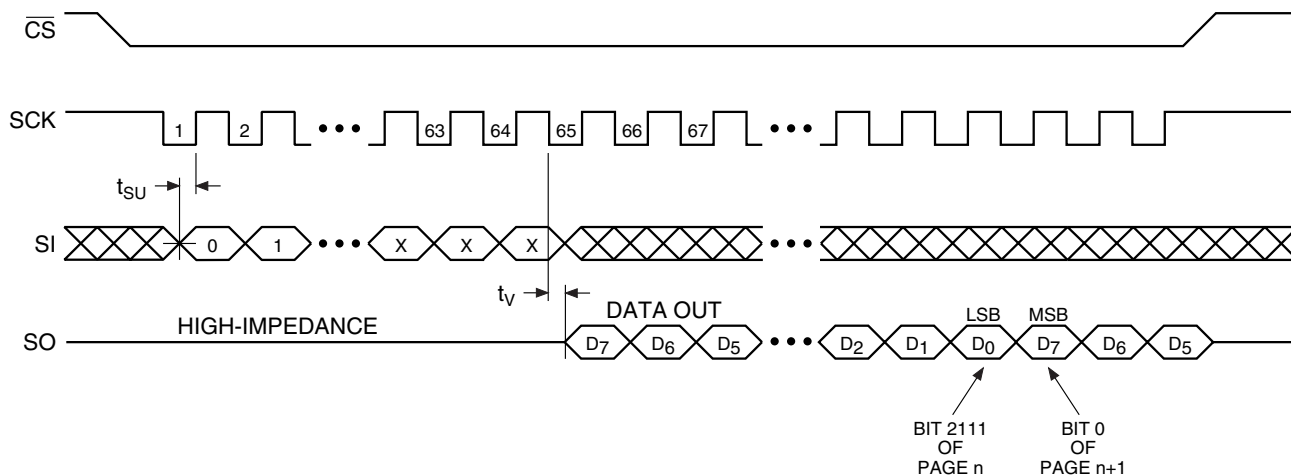 CS
SCK
1 2 ••• 63 64 65 66 67 •••
tSU
SI
0 1 ••• X X X •••
tV
HIGH-IMPEDANCE
DATA OUT
LSB MSB
SO
D7 D6 D5 ••• D2 D1 D0 D7 D6 D5
BIT 2111
OF
PAGE n
BIT 0
OF
PAGE n+1